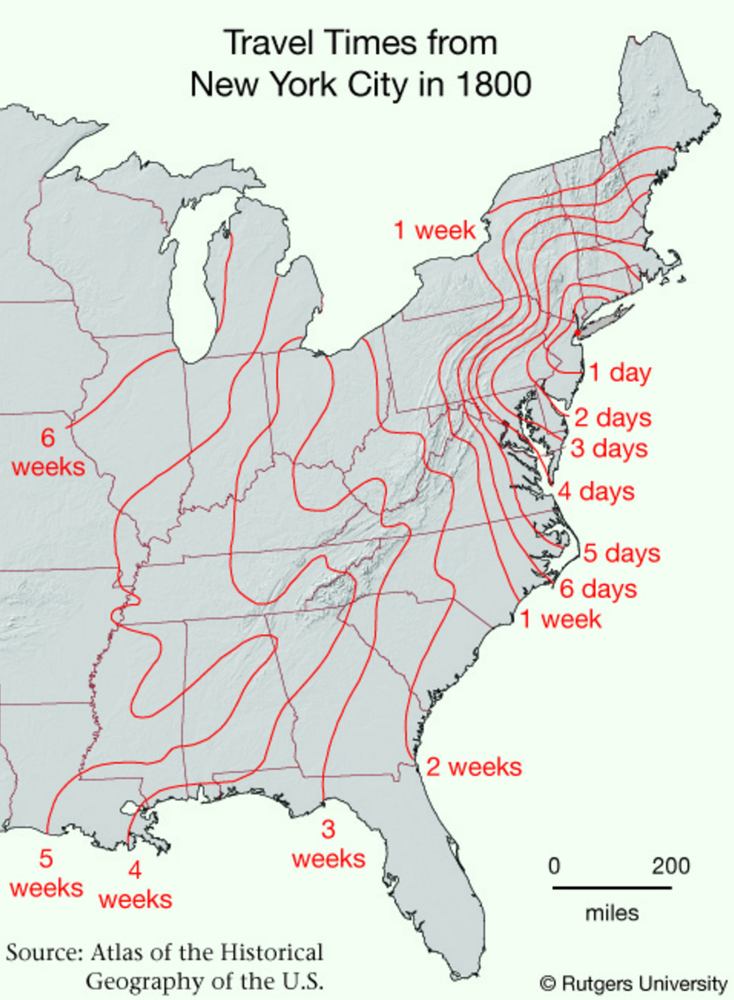 Travel Times from
New York City in 1800
1 week
1 day
2 days
3 days
4 days
5 days
6 days
1 week
6
weeks
2 weeks
3
weeks
5
weeks
4
weeks
0 200
miles
Source: Atlas of the Historical
Geography of the U.S.
© Rutgers University